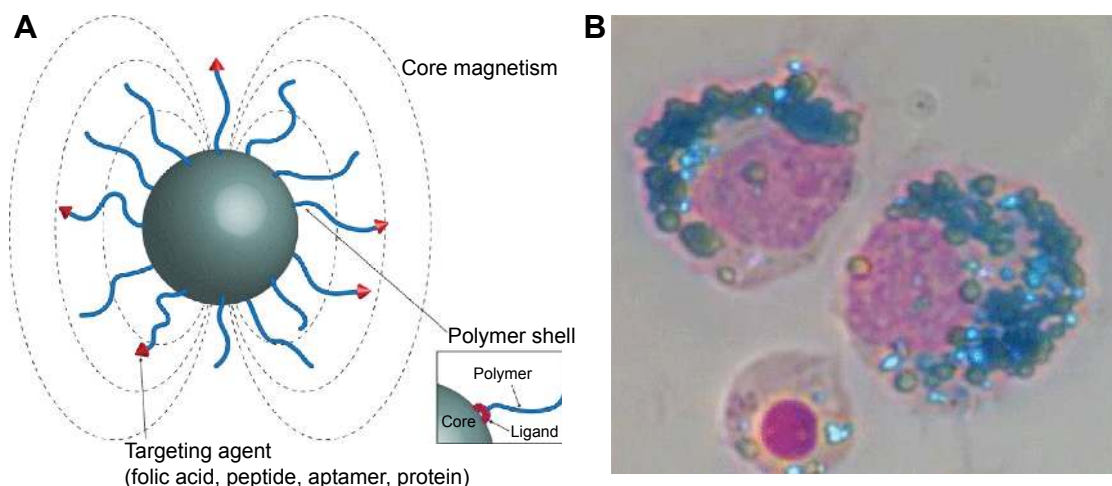 A
Core magnetism
Polymer shell
Polymer
Core
Ligand
Targeting agent
(folic acid, peptide, aptamer, protein)
B